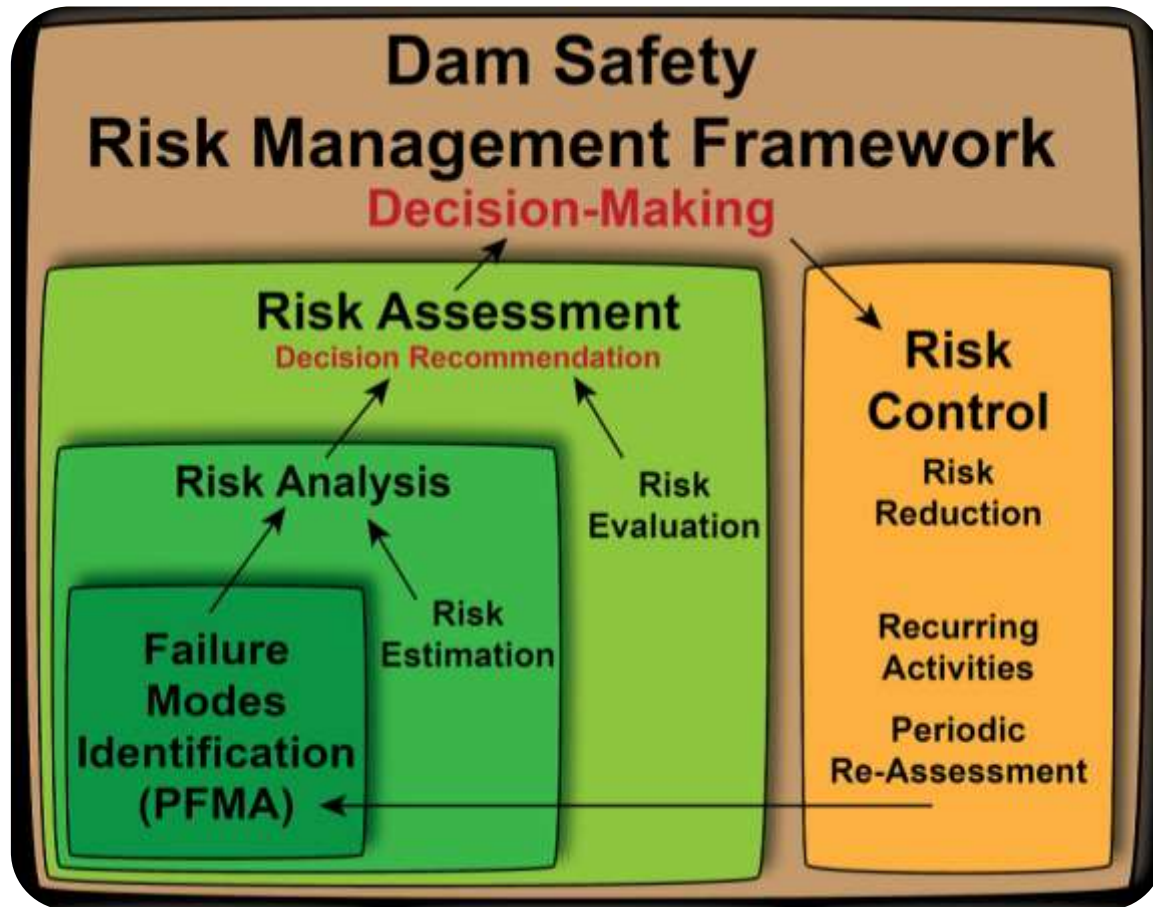 Dam Safety
Risk Management Framework
Decision-Making
Risk Assessment
Decision Recommendation
Risk Analysis
Risk
Evaluation
Risk
Estimation
Failure
Modes
Identification
(PFMA)
Risk
Control
Risk
Reduction
Recurring
Activities
Periodic
Re-Assessment